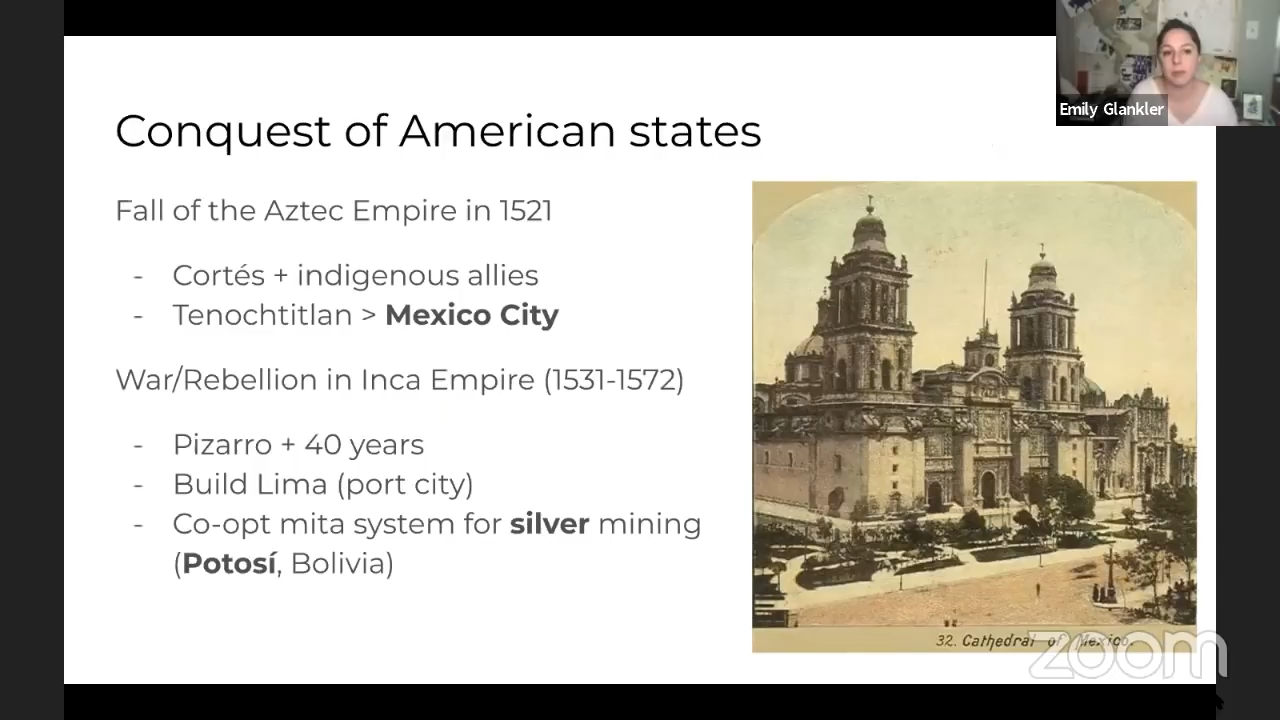 Emily Glankler
Conquest of American states
Fall of the Aztec Empire in 1521
- Cortés + indigenous allies
- Tenochtitlan > Mexico City
War/Rebellion in Inca Empire (1531-1572)
- Pizarro + 40 years
- Build Lima (port city)
- Co-opt mita system for silver mining
(Potosí, Bolivia)
32. Cathedral of Mexico.
zoom